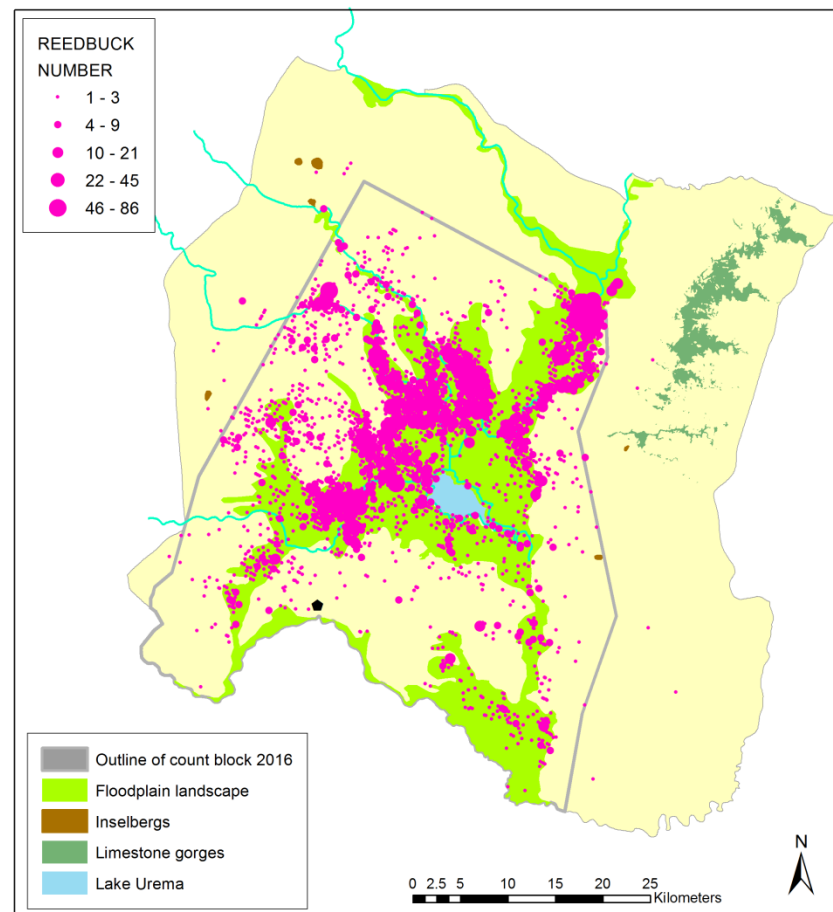 REEDBUCK
NUMBER
1 - 3
4 - 9
10 - 21
22 - 45
46 - 86
Outline of count block 2016
Floodplain landscape
Inselbergs
Limestone gorges
Lake Urema
N
0 2.5 5 10 15 20 25
Kilometers